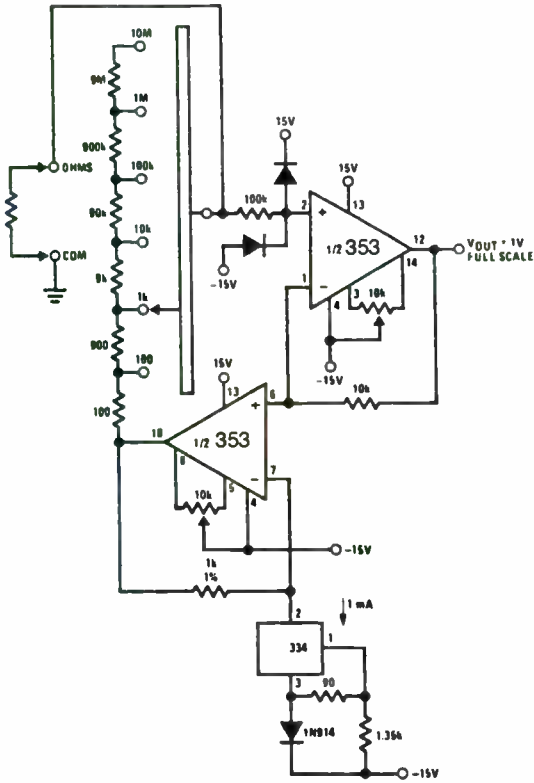 10M
9M
1M
900k
100k
OHMS
90k
10k
COM
9k
1k
900
100
100
15V
100k
-15V
15V
13
2
+
1/2 353
12
VOUT = 1V
FULL SCALE
14
1
-
3
10k
4
-15V
10k
15V
13
6
+
10
1/2 353
8
7
-
10k
5
4
-15V
1k
1%
2
1 mA
334
1
3
90
1N914
1.35k
-15V